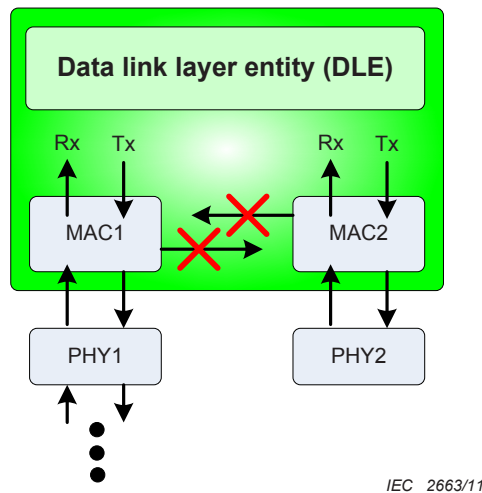 Data link layer entity (DLE)
Rx Tx Rx Tx
MAC1 MAC2
PHY1 PHY2
IEC 2663/11